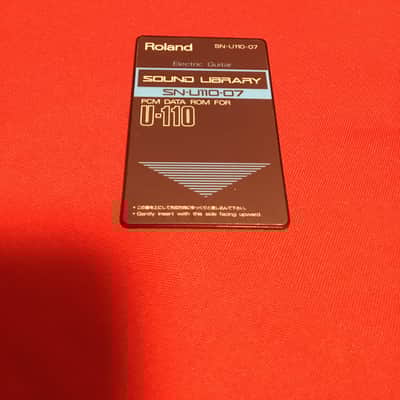 Roland SN-U110-07
Electric Guitar
SOUND LIBRARY
SN-U110-07
PCM DATA ROM FOR
U-110
• Gently insert with this side facing upward.